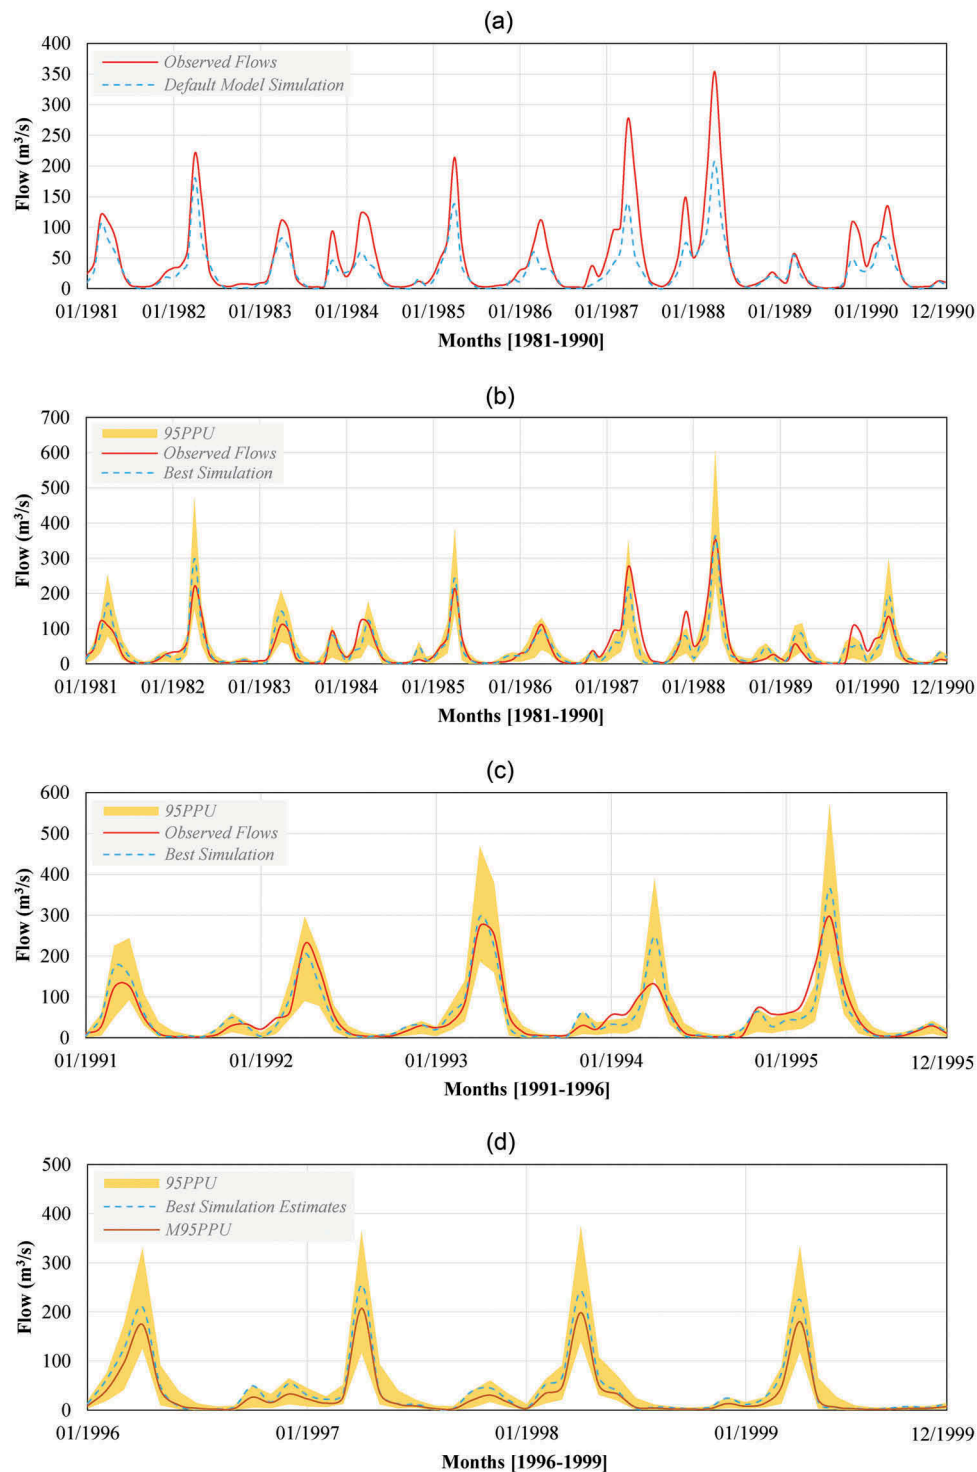 (a)
400
350
300
250
200
150
100
50
0
Flow (m³/s)
Observed Flows
Default Model Simulation
01/1981 01/1982 01/1983 01/1984 01/1985 01/1986 01/1987 01/1988 01/1989 01/1990 12/1990
Months [1981-1990]
(b)
700
600
500
400
300
200
100
0
Flow (m³/s)
95PPU
Observed Flows
Best Simulation
01/1981 01/1982 01/1983 01/1984 01/1985 01/1986 01/1987 01/1988 01/1989 01/1990 12/1990
Months [1981-1990]
(c)
600
500
400
300
200
100
0
Flow (m³/s)
95PPU
Observed Flows
Best Simulation
01/1991 01/1992 01/1993 01/1994 01/1995 12/1995
Months [1991-1996]
(d)
500
400
300
200
100
0
Flow (m³/s)
95PPU
Best Simulation Estimates
M95PPU
01/1996 01/1997 01/1998 01/1999 12/1999
Months [1996-1999]